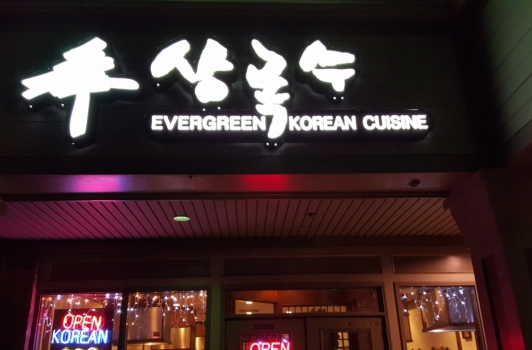 상록수
EVERGREEN KOREAN CUISINE
OPEN
KOREAN
OPEN